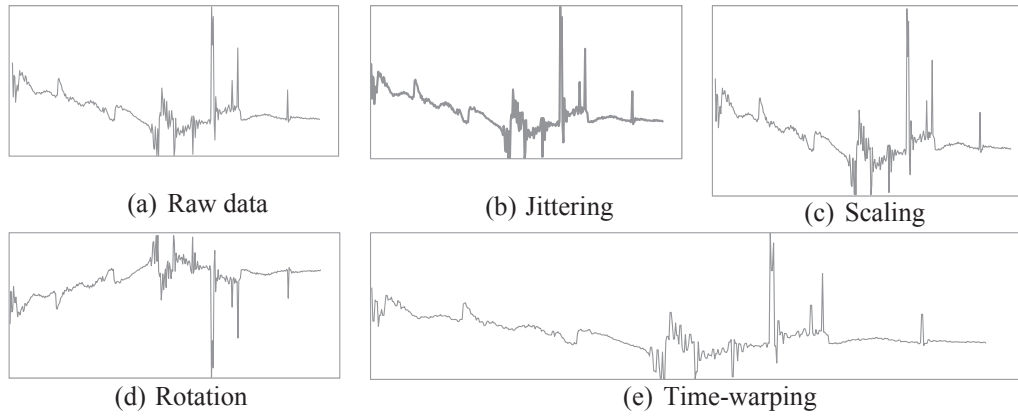 (a) Raw data
(b) Jittering
(c) Scaling
(d) Rotation
(e) Time-warping